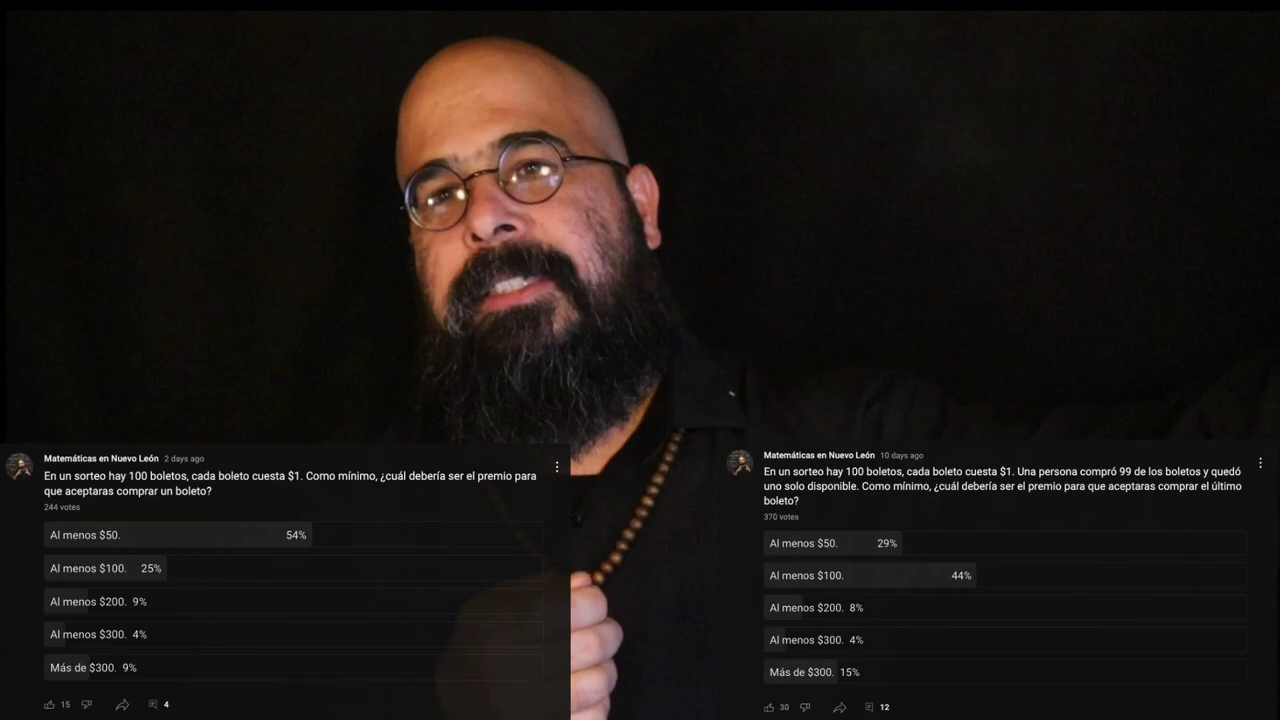 Matemáticas en Nuevo León 2 days ago
En un sorteo hay 100 boletos, cada boleto cuesta $1. Como mínimo, ¿cuál debería ser el premio para
que aceptaras comprar un boleto?
244 votes
Al menos $50. 54%
Al menos $100. 25%
Al menos $200. 9%
Al menos $300. 4%
Más de $300. 9%
15 4
Matemáticas en Nuevo León 10 days ago
En un sorteo hay 100 boletos, cada boleto cuesta $1. Una persona compró 99 de los boletos y quedó
uno solo disponible. Como mínimo, ¿cuál debería ser el premio para que aceptaras comprar el último
boleto?
370 votes
Al menos $50. 29%
Al menos $100. 44%
Al menos $200. 8%
Al menos $300. 4%
Más de $300. 15%
30 12